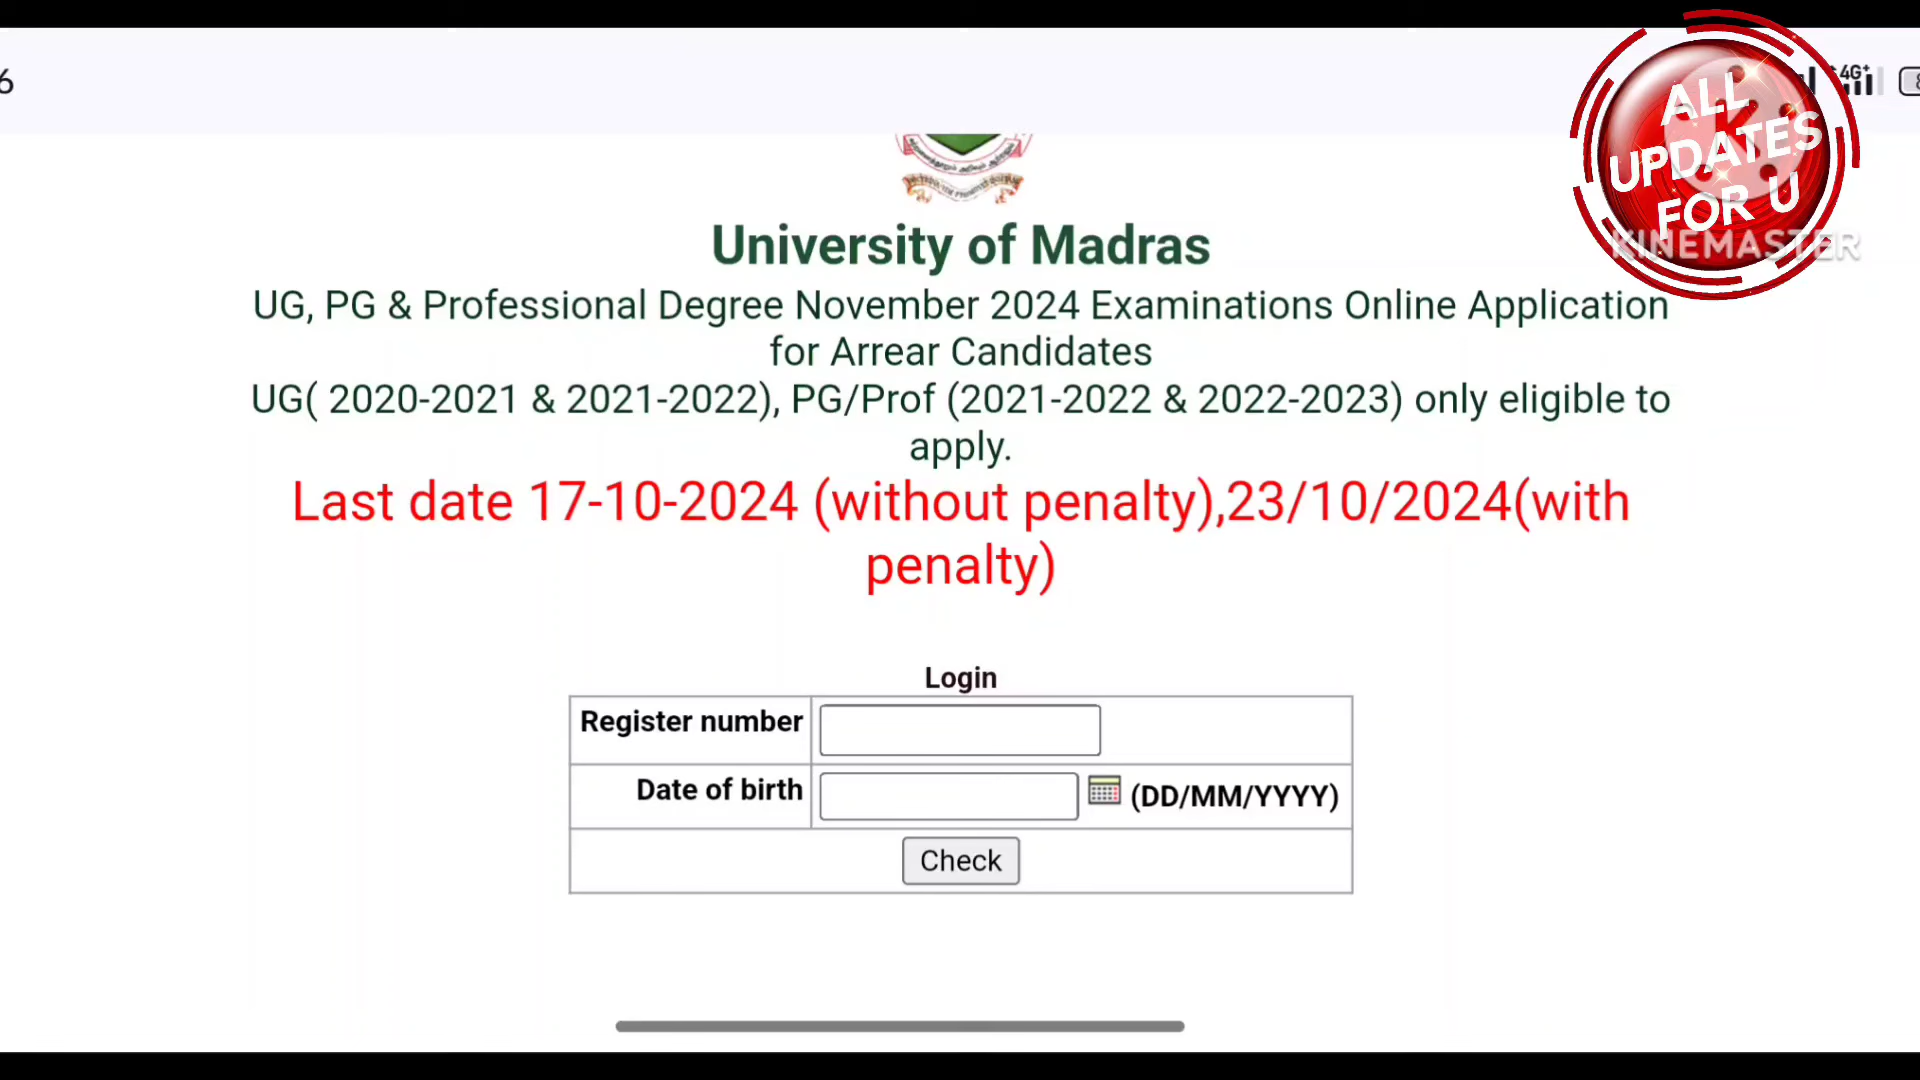 6
4G+
ALL
UPDATES
FOR U
KINEMASTER
University of Madras
UG, PG & Professional Degree November 2024 Examinations Online Application
for Arrear Candidates
UG( 2020-2021 & 2021-2022), PG/Prof (2021-2022 & 2022-2023) only eligible to
apply.
Last date 17-10-2024 (without penalty),23/10/2024(with
penalty)
Login
Register number
Date of birth (DD/MM/YYYY)
Check